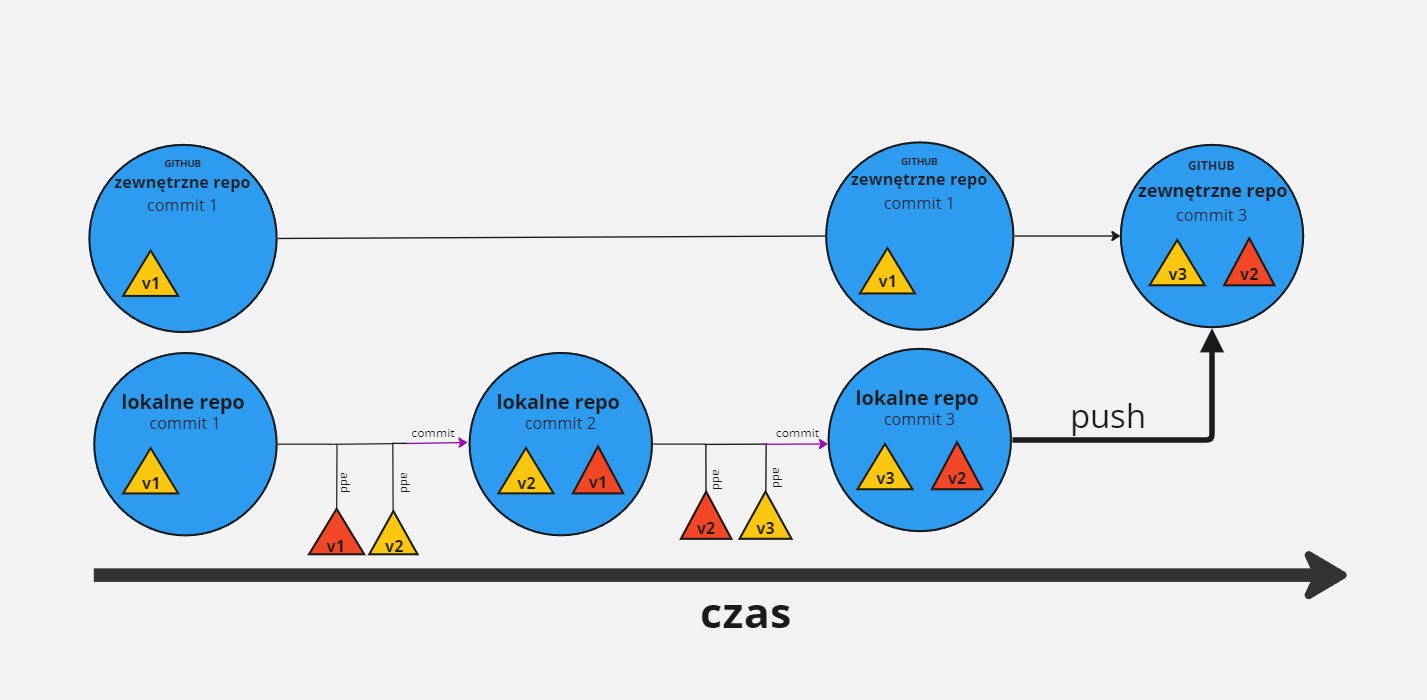 GITHUB
zewnętrzne repo
commit 1
v1
GITHUB
zewnętrzne repo
commit 1
v1
GITHUB
zewnętrzne repo
commit 3
v3 v2
lokalne repo
commit 1
v1
add
v1
add
v2
commit
lokalne repo
commit 2
v2 v1
add
v2
add
v3
commit
lokalne repo
commit 3
v3 v2
push
czas